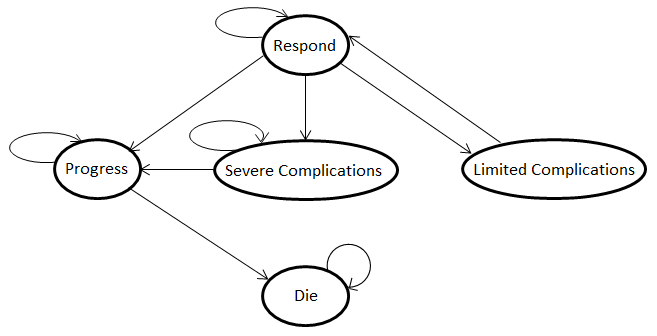 Respond
Progress
Severe Complications
Limited Complications
Die